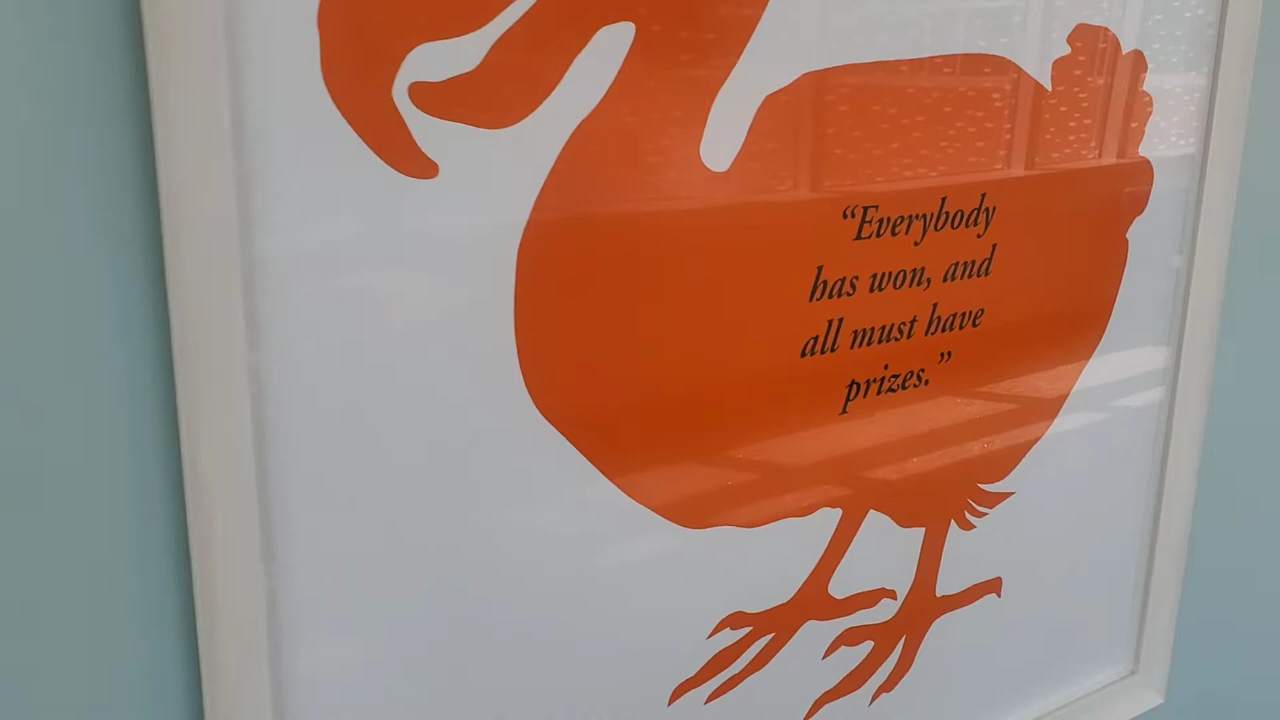 “Everybody
has won, and
all must have
prizes.”